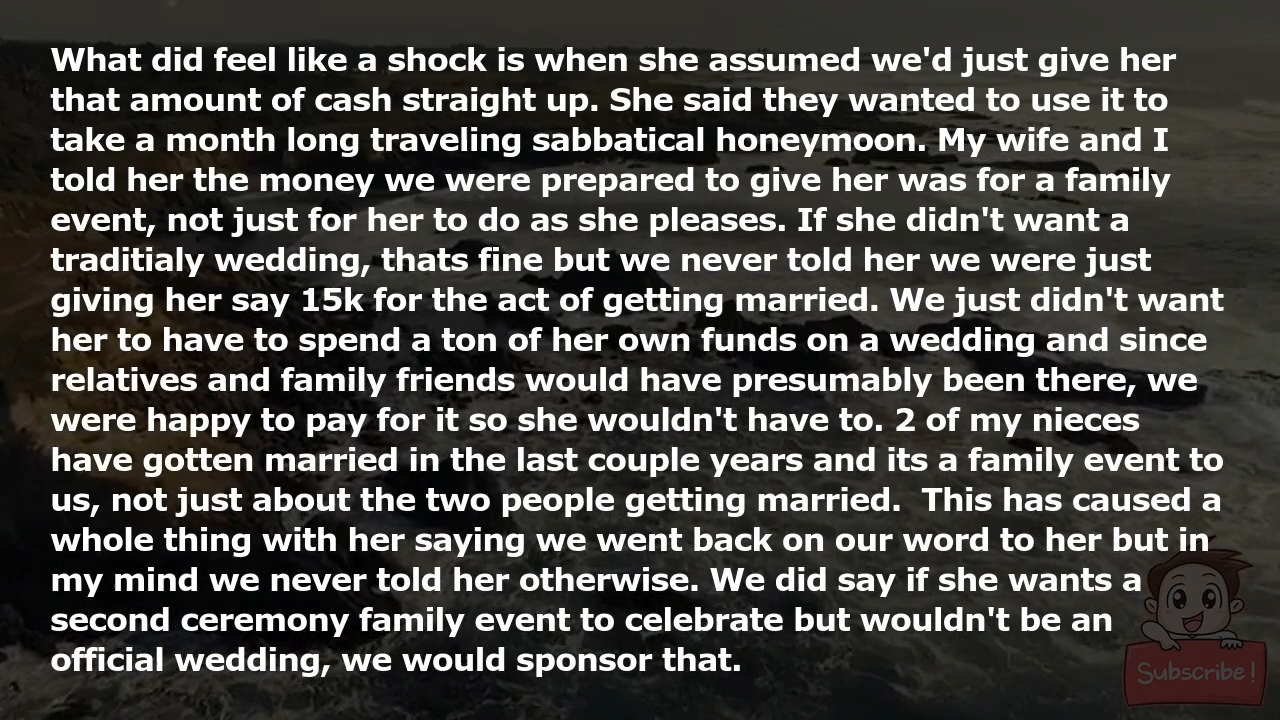 What did feel like a shock is when she assumed we'd just give her
that amount of cash straight up. She said they wanted to use it to
take a month long traveling sabbatical honeymoon. My wife and I
told her the money we were prepared to give her was for a family
event, not just for her to do as she pleases. If she didn't want a
traditialy wedding, thats fine but we never told her we were just
giving her say 15k for the act of getting married. We just didn't want
her to have to spend a ton of her own funds on a wedding and since
relatives and family friends would have presumably been there, we
were happy to pay for it so she wouldn't have to. 2 of my nieces
have gotten married in the last couple years and its a family event to
us, not just about the two people getting married.  This has caused a
whole thing with her saying we went back on our word to her but in
my mind we never told her otherwise. We did say if she wants a
second ceremony family event to celebrate but wouldn't be an
official wedding, we would sponsor that.
Subscribe!